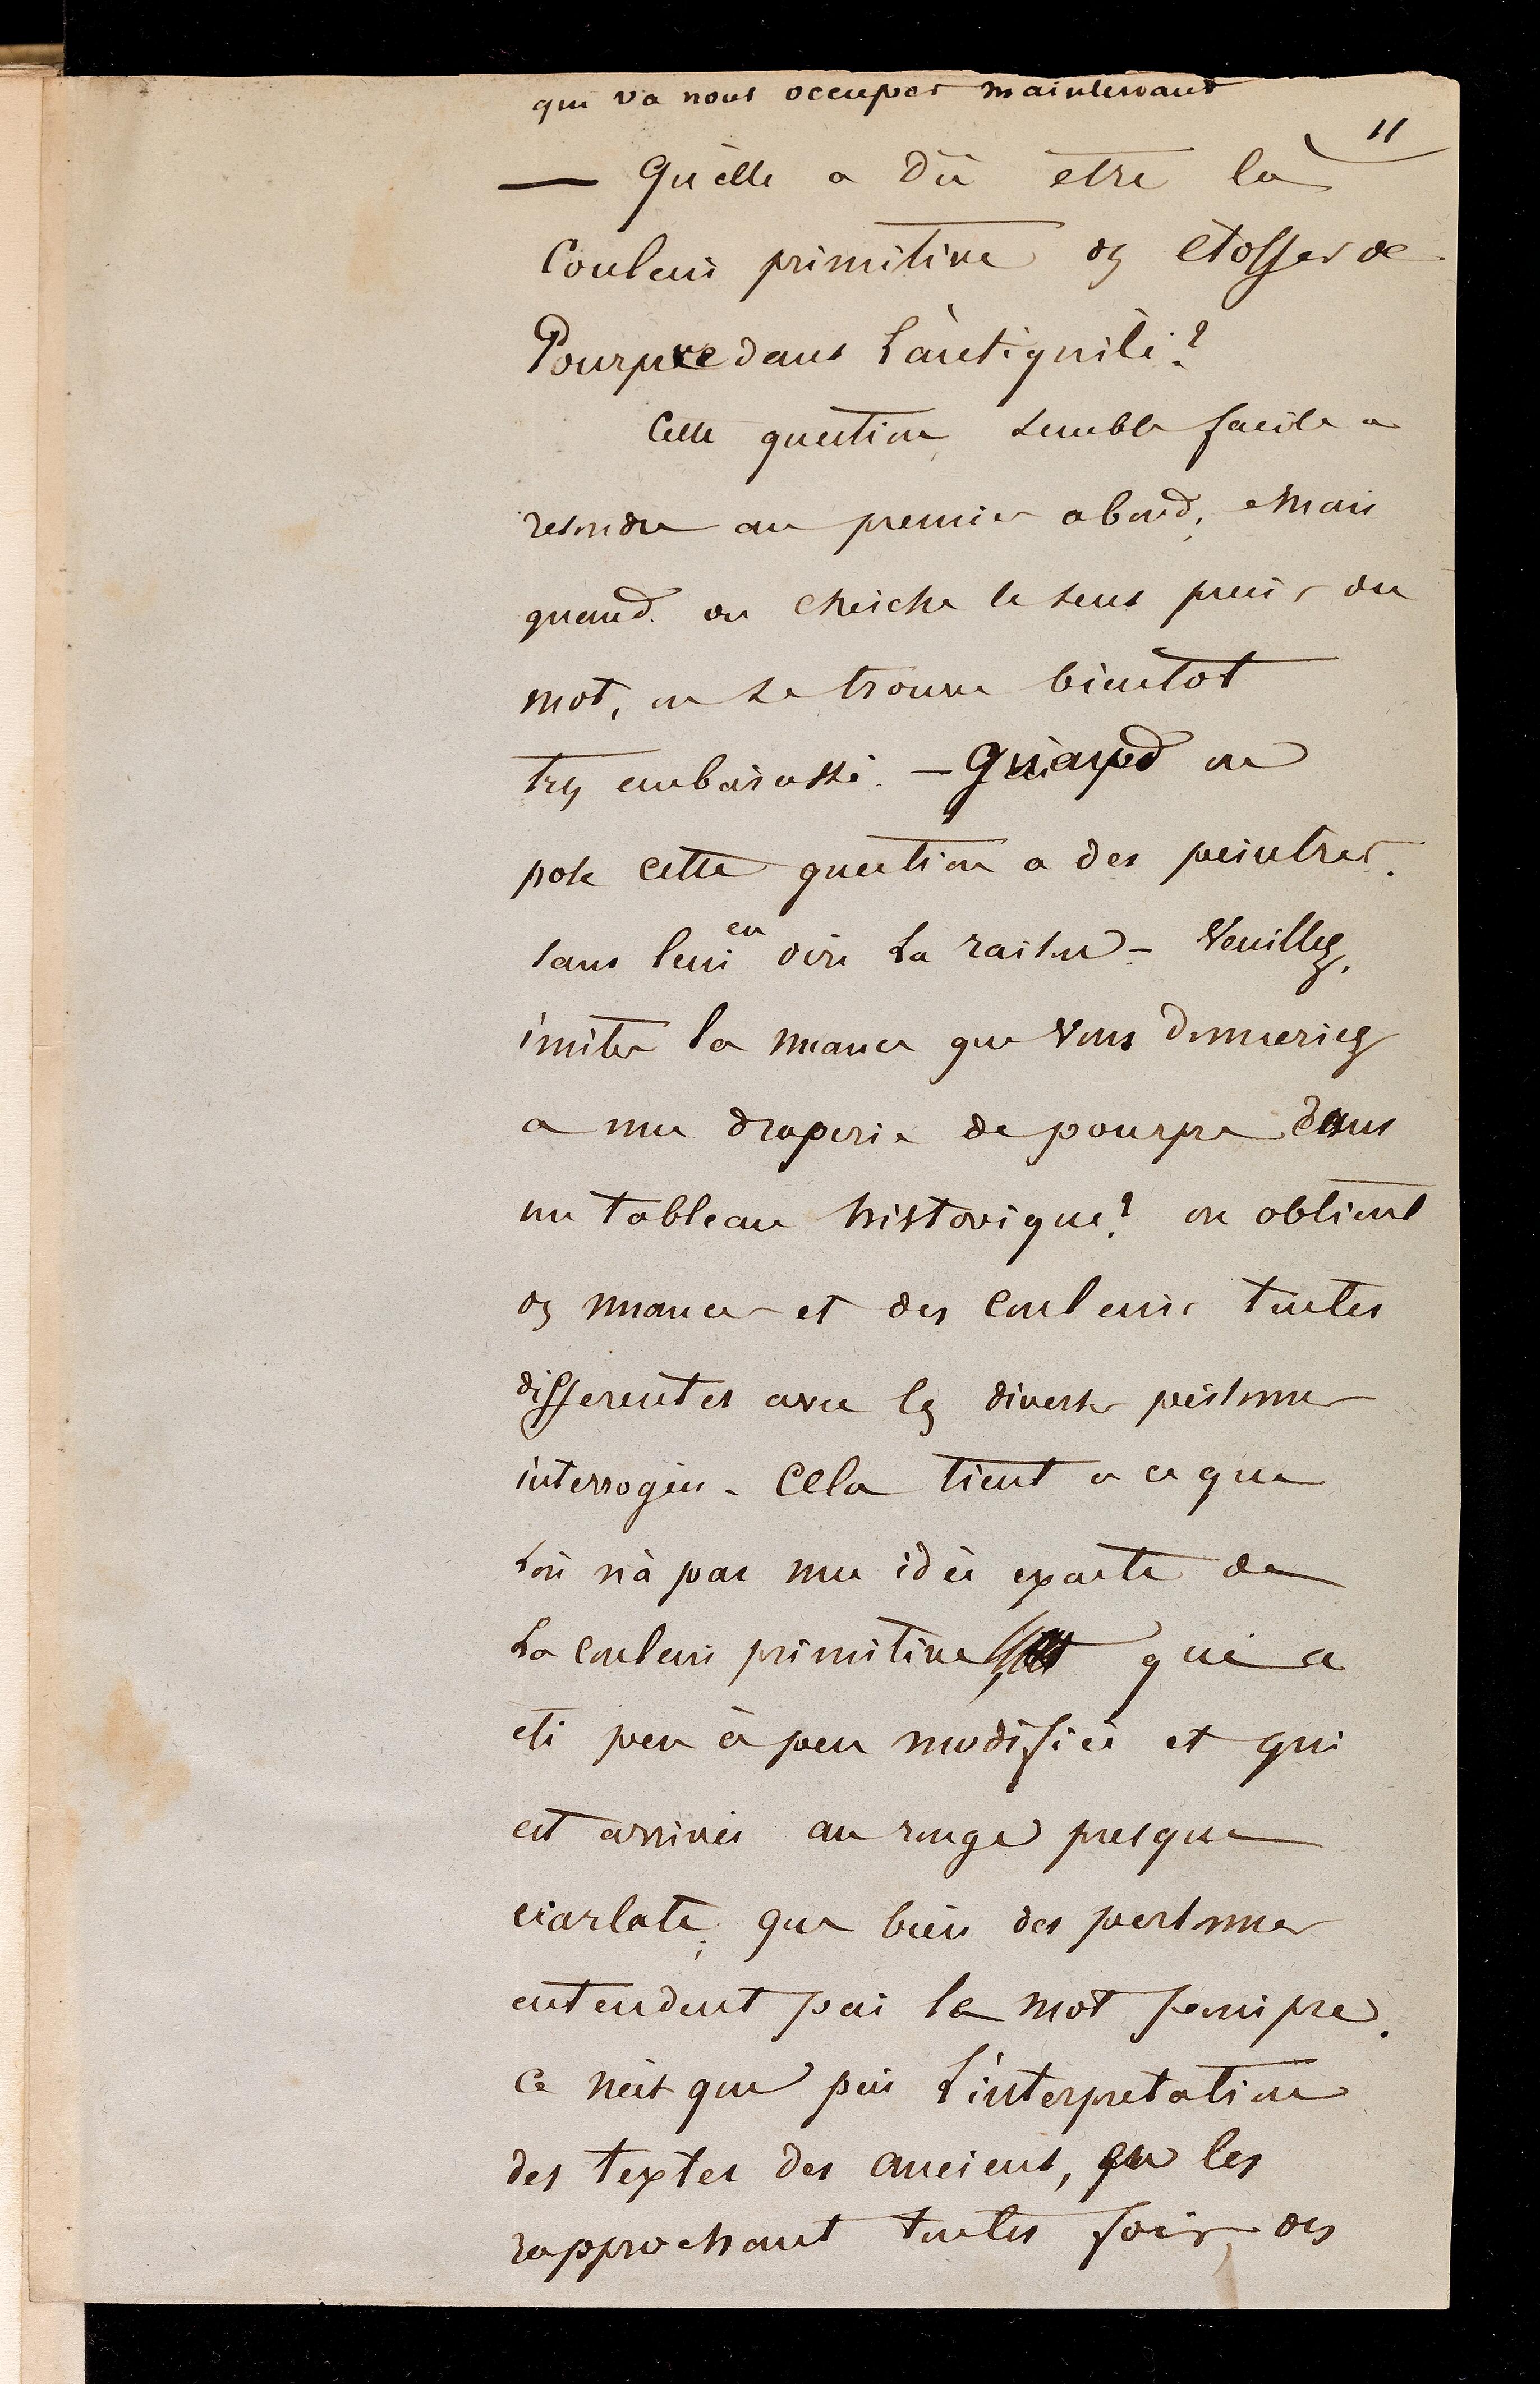 qui va nous occuper maintenant
11
— Qu'elle a dû etre la
Couleur primitive des etoffes de
Pourpre dans l'antiquité?
Cette question semble facile a
resoudre au premier abord, mais
quand on cherche le sens precis du
mot, on se trouve bientot
tres embarassé. — Quand on
pose cette question a des peintres.
sans leur en dire la raison — Veuillez,
imiter la nuance que vous donneriez
a une draperie de pourpre dans
un tableau historique? on obtient
des nuances et des couleurs toutes
differentes avec les diverses personnes
interrogées. Cela tient a ce que
l'on n'a pas une idée exacte de
la couleur primitive qui a
eté peu à peu modifiée et qui
est arrivée au rouge presque
ecarlate, que bien des personnes
entendent par le mot pourpre.
Ce n'est que par l'interpretation
des textes des anciens, en les
rapprochant toutes fois, des